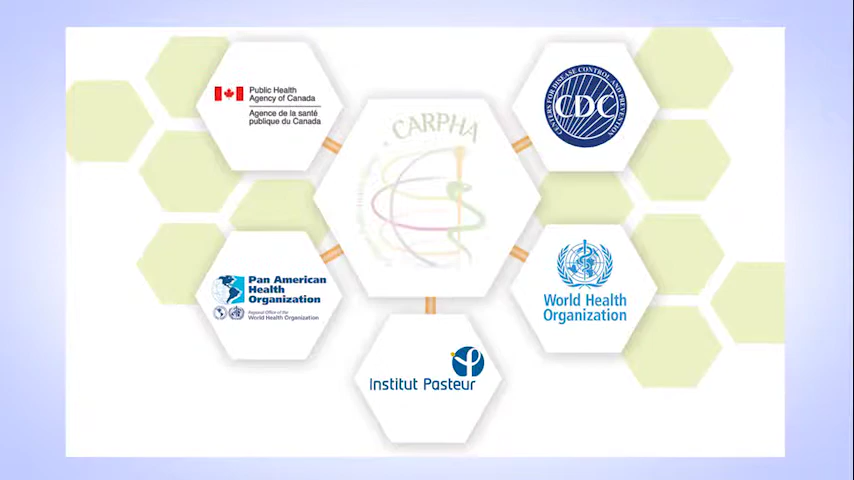 Public Health
Agency of Canada
Agence de la santé
publique du Canada
CARPHA
CENTERS FOR DISEASE CONTROL AND PREVENTION
CDC
Pan American
Health
Organization
Regional Office of the
World Health Organization
World Health
Organization
Institut Pasteur